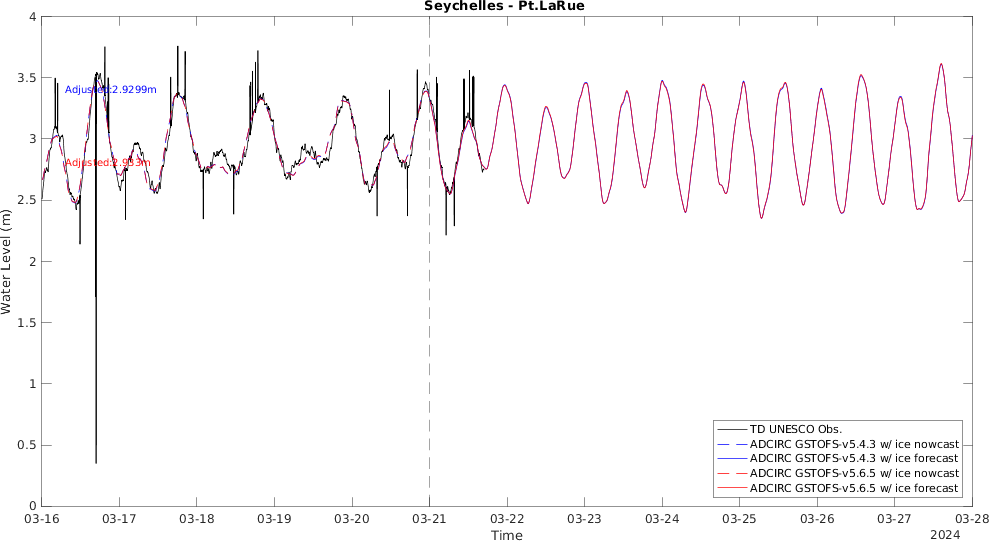 Seychelles - Pt.LaRue
4
3.5
3
2.5
2
1.5
1
0.5
0
Water Level (m)
Adjusted:2.9299m
Adjusted:2.933m
TD UNESCO Obs.
ADCIRC GSTOFS-v5.4.3 w/ ice nowcast
ADCIRC GSTOFS-v5.4.3 w/ ice forecast
ADCIRC GSTOFS-v5.6.5 w/ ice nowcast
ADCIRC GSTOFS-v5.6.5 w/ ice forecast
03-16 03-17 03-18 03-19 03-20 03-21 03-22 03-23 03-24 03-25 03-26 03-27 03-28
Time
2024